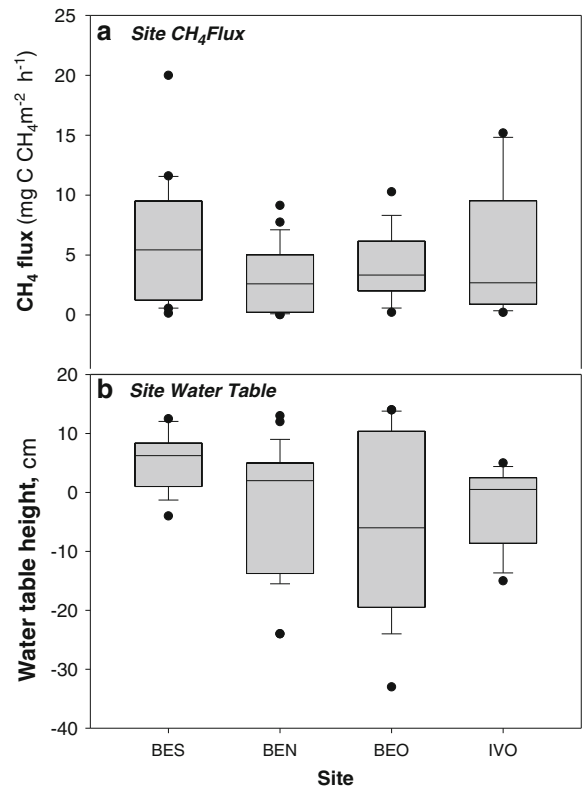 a Site CH₄Flux
CH₄ flux (mg C CH₄m⁻² h⁻¹)
25
20
15
10
5
0
b Site Water Table
Water table height, cm
20
10
0
-10
-20
-30
-40
BES BEN BEO IVO
Site